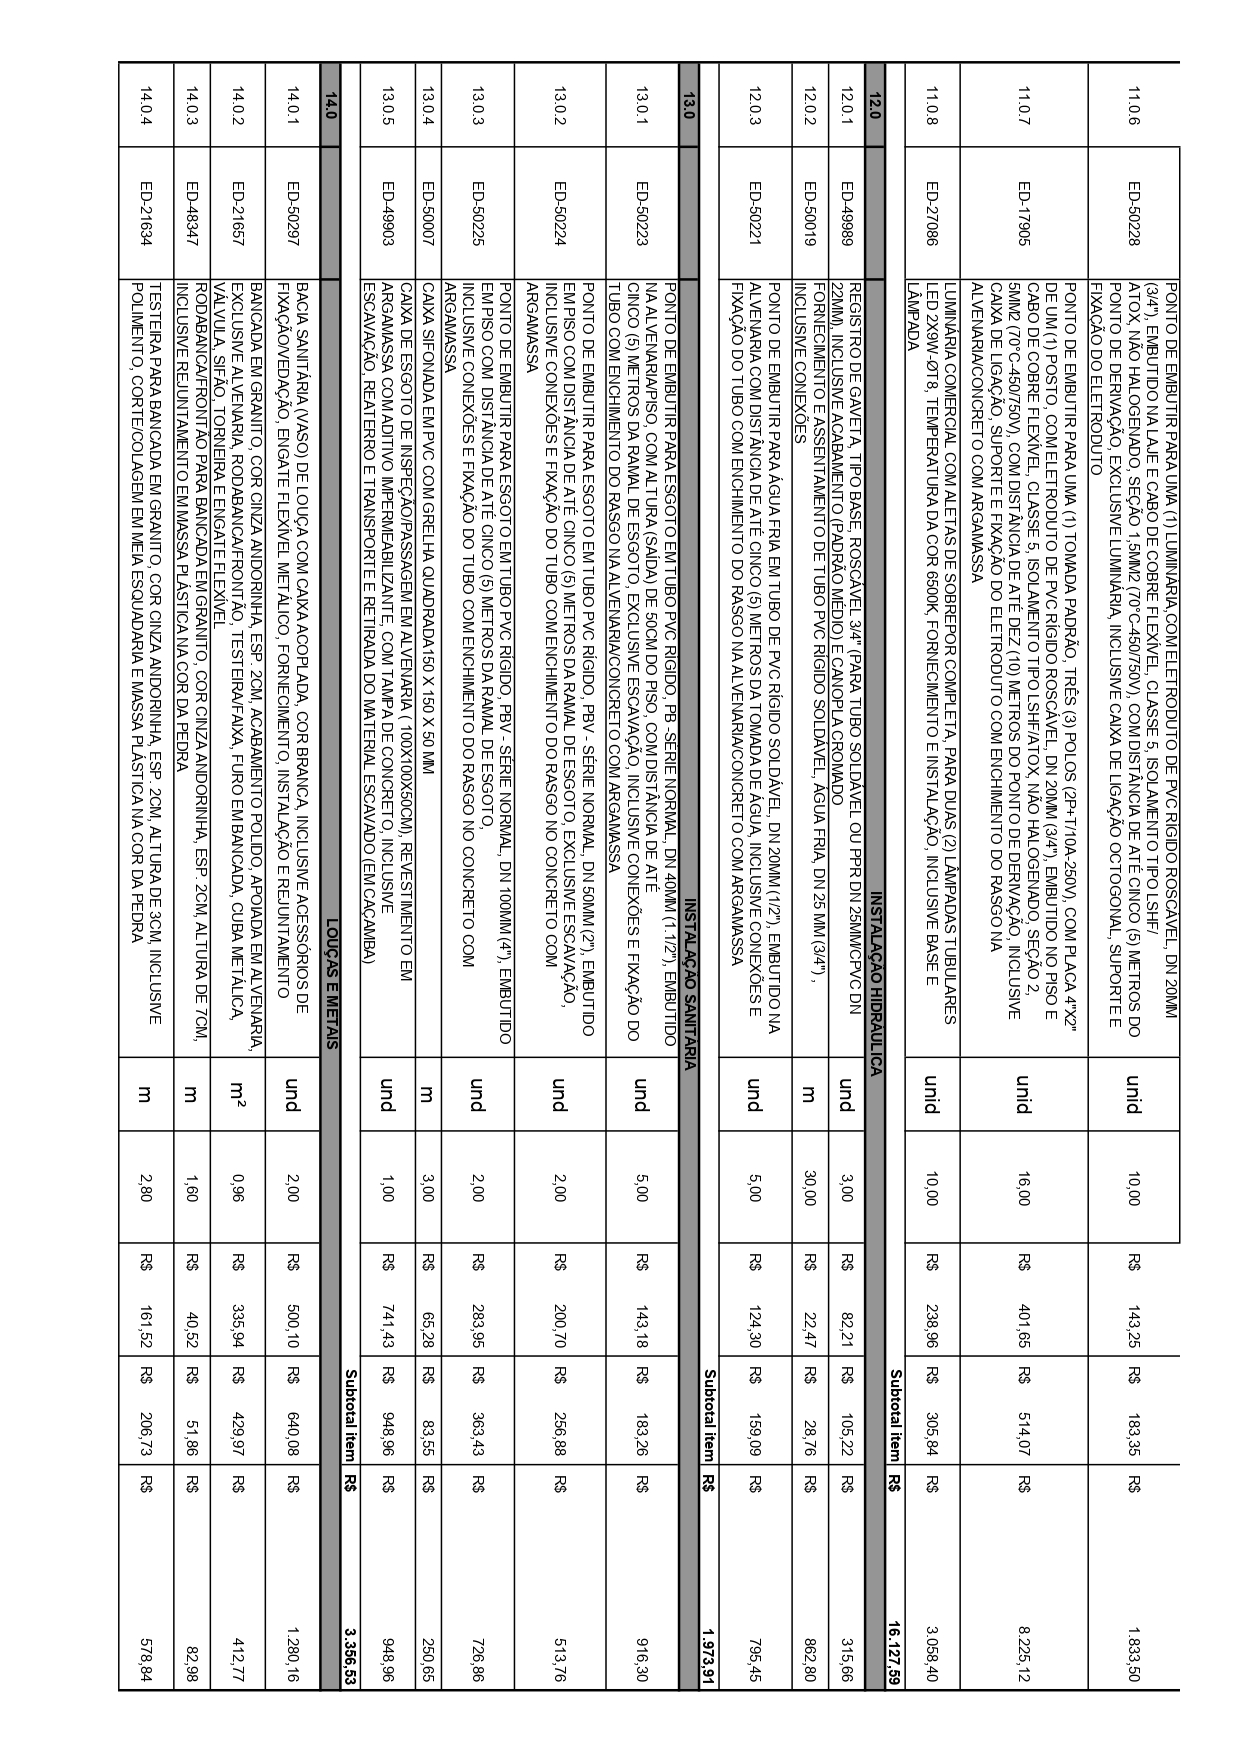 11.0.6 ED-50228 PONTO DE EMBUTIR PARA UMA (1) LUMINÁRIA,COM ELETRODUTO DE PVC RÍGIDO ROSCÁVEL, DN 20MM
(3/4"), EMBUTIDO NA LAJE E CABO DE COBRE FLEXÍVEL, CLASSE 5, ISOLAMENTO TIPO LSHF/
ATOX, NÃO HALOGENADO, SEÇÃO 1,5MM2 (70°C-450/750V), COM DISTÂNCIA DE ATÉ CINCO (5) METROS DO
PONTO DE DERIVAÇÃO, EXCLUSIVE LUMINÁRIA, INCLUSIVE CAIXA DE LIGAÇÃO OCTOGONAL, SUPORTE E
FIXAÇÃO DO ELETRODUTO unid 10,00 R$ 143,25 R$ 183,35 R$ 1.833,50
11.0.7 ED-17905 PONTO DE EMBUTIR PARA UMA (1) TOMADA PADRÃO, TRÊS (3) POLOS (2P+T/10A-250V), COM PLACA 4"X2"
DE UM (1) POSTO, COM ELETRODUTO DE PVC RÍGIDO ROSCÁVEL, DN 20MM (3/4"), EMBUTIDO NO PISO E
CABO DE COBRE FLEXÍVEL, CLASSE 5, ISOLAMENTO TIPO LSHF/ATOX, NÃO HALOGENADO, SEÇÃO 2,
5MM2 (70°C-450/750V), COM DISTÂNCIA DE ATÉ DEZ (10) METROS DO PONTO DE DERIVAÇÃO, INCLUSIVE
CAIXA DE LIGAÇÃO, SUPORTE E FIXAÇÃO DO ELETRODUTO COM ENCHIMENTO DO RASGO NA
ALVENARIA/CONCRETO COM ARGAMASSA unid 16,00 R$ 401,65 R$ 514,07 R$ 8.225,12
11.0.8 ED-27086 LUMINÁRIA COMERCIAL COM ALETAS DE SOBREPOR COMPLETA, PARA DUAS (2) LÂMPADAS TUBULARES
LED 2X9W-ØT8, TEMPERATURA DA COR 6500K, FORNECIMENTO E INSTALAÇÃO, INCLUSIVE BASE E
LÂMPADA unid 10,00 R$ 238,96 R$ 305,84 R$ 3.058,40
Subtotal item R$ 16.127,59
12.0 INSTALAÇÃO HIDRÁULICA
12.0.1 ED-49989 REGISTRO DE GAVETA, TIPO BASE, ROSCÁVEL 3/4" (PARA TUBO SOLDÁVEL OU PPR DN 25MM/CPVC DN
22MM), INCLUSIVE ACABAMENTO (PADRÃO MÉDIO) E CANOPLA CROMADO und 3,00 R$ 82,21 R$ 105,22 R$ 315,66
12.0.2 ED-50019 FORNECIMENTO E ASSENTAMENTO DE TUBO PVC RÍGIDO SOLDÁVEL, ÁGUA FRIA, DN 25 MM (3/4") ,
INCLUSIVE CONEXÕES m 30,00 R$ 22,47 R$ 28,76 R$ 862,80
12.0.3 ED-50221 PONTO DE EMBUTIR PARA ÁGUA FRIA EM TUBO DE PVC RÍGIDO SOLDÁVEL, DN 20MM (1/2"), EMBUTIDO NA
ALVENARIA COM DISTÂNCIA DE ATÉ CINCO (5) METROS DA TOMADA DE ÁGUA, INCLUSIVE CONEXÕES E
FIXAÇÃO DO TUBO COM ENCHIMENTO DO RASGO NA ALVENARIA/CONCRETO COM ARGAMASSA und 5,00 R$ 124,30 R$ 159,09 R$ 795,45
Subtotal item R$ 1.973,91
13.0 INSTALAÇÃO SANITÁRIA
13.0.1 ED-50223 PONTO DE EMBUTIR PARA ESGOTO EM TUBO PVC RÍGIDO, PB -SÉRIE NORMAL, DN 40MM (1.1/2"), EMBUTIDO
NA ALVENARIA/PISO, COM ALTURA (SAÍDA) DE 50CM DO PISO, COM DISTÂNCIA DE ATÉ
CINCO (5) METROS DA RAMAL DE ESGOTO, EXCLUSIVE ESCAVAÇÃO, INCLUSIVE CONEXÕES E FIXAÇÃO DO
TUBO COM ENCHIMENTO DO RASGO NA ALVENARIA/CONCRETO COM ARGAMASSA und 5,00 R$ 143,18 R$ 183,26 R$ 916,30
13.0.2 ED-50224 PONTO DE EMBUTIR PARA ESGOTO EM TUBO PVC RÍGIDO, PBV - SÉRIE NORMAL, DN 50MM (2"), EMBUTIDO
EM PISO COM DISTÂNCIA DE ATÉ CINCO (5) METROS DA RAMAL DE ESGOTO, EXCLUSIVE ESCAVAÇÃO,
INCLUSIVE CONEXÕES E FIXAÇÃO DO TUBO COM ENCHIMENTO DO RASGO NO CONCRETO COM
ARGAMASSA und 2,00 R$ 200,70 R$ 256,88 R$ 513,76
13.0.3 ED-50225 PONTO DE EMBUTIR PARA ESGOTO EM TUBO PVC RÍGIDO, PBV - SÉRIE NORMAL, DN 100MM (4"), EMBUTIDO
EM PISO COM DISTÂNCIA DE ATÉ CINCO (5) METROS DA RAMAL DE ESGOTO,
INCLUSIVE CONEXÕES E FIXAÇÃO DO TUBO COM ENCHIMENTO DO RASGO NO CONCRETO COM
ARGAMASSA und 2,00 R$ 283,95 R$ 363,43 R$ 726,86
13.0.4 ED-50007 CAIXA SIFONADA EM PVC COM GRELHA QUADRADA 150 X 150 X 50 MM m 3,00 R$ 65,28 R$ 83,55 R$ 250,65
13.0.5 ED-49903 CAIXA DE ESGOTO DE INSPEÇÃO/PASSAGEM EM ALVENARIA ( 100X100X50CM), REVESTIMENTO EM
ARGAMASSA COM ADITIVO IMPERMEABILIZANTE, COM TAMPA DE CONCRETO, INCLUSIVE
ESCAVAÇÃO, REATERRO E TRANSPORTE E RETIRADA DO MATERIAL ESCAVADO (EM CAÇAMBA) und 1,00 R$ 741,43 R$ 948,96 R$ 948,96
Subtotal item R$ 3.356,53
14.0 LOUÇAS E METAIS
14.0.1 ED-50297 BACIA SANITÁRIA (VASO) DE LOUÇA COM CAIXA ACOPLADA, COR BRANCA, INCLUSIVE ACESSÓRIOS DE
FIXAÇÃO/VEDAÇÃO, ENGATE FLEXÍVEL METÁLICO, FORNECIMENTO, INSTALAÇÃO E REJUNTAMENTO und 2,00 R$ 500,10 R$ 640,08 R$ 1.280,16
14.0.2 ED-21657 BANCADA EM GRANITO, COR CINZA ANDORINHA, ESP. 2CM, ACABAMENTO POLIDO, APOIADA EM ALVENARIA,
EXCLUSIVE ALVENARIA, RODABANCA/FRONTÃO, TESTEIRA/FAIXA, FURO EM BANCADA, CUBA METÁLICA,
VÁLVULA, SIFÃO, TORNEIRA E ENGATE FLEXÍVEL m² 0,96 R$ 335,94 R$ 429,97 R$ 412,77
14.0.3 ED-48347 RODABANCA/FRONTÃO PARA BANCADA EM GRANITO, COR CINZA ANDORINHA, ESP. 2CM, ALTURA DE 7CM,
INCLUSIVE REJUNTAMENTO EM MASSA PLÁSTICA NA COR DA PEDRA m 1,60 R$ 40,52 R$ 51,86 R$ 82,98
14.0.4 ED-21634 TESTEIRA PARA BANCADA EM GRANITO, COR CINZA ANDORINHA, ESP. 2CM, ALTURA DE 3CM, INCLUSIVE
POLIMENTO, CORTE/COLAGEM EM MEIA ESQUADARIA E MASSA PLÁSTICA NA COR DA PEDRA m 2,80 R$ 161,52 R$ 206,73 R$ 578,84